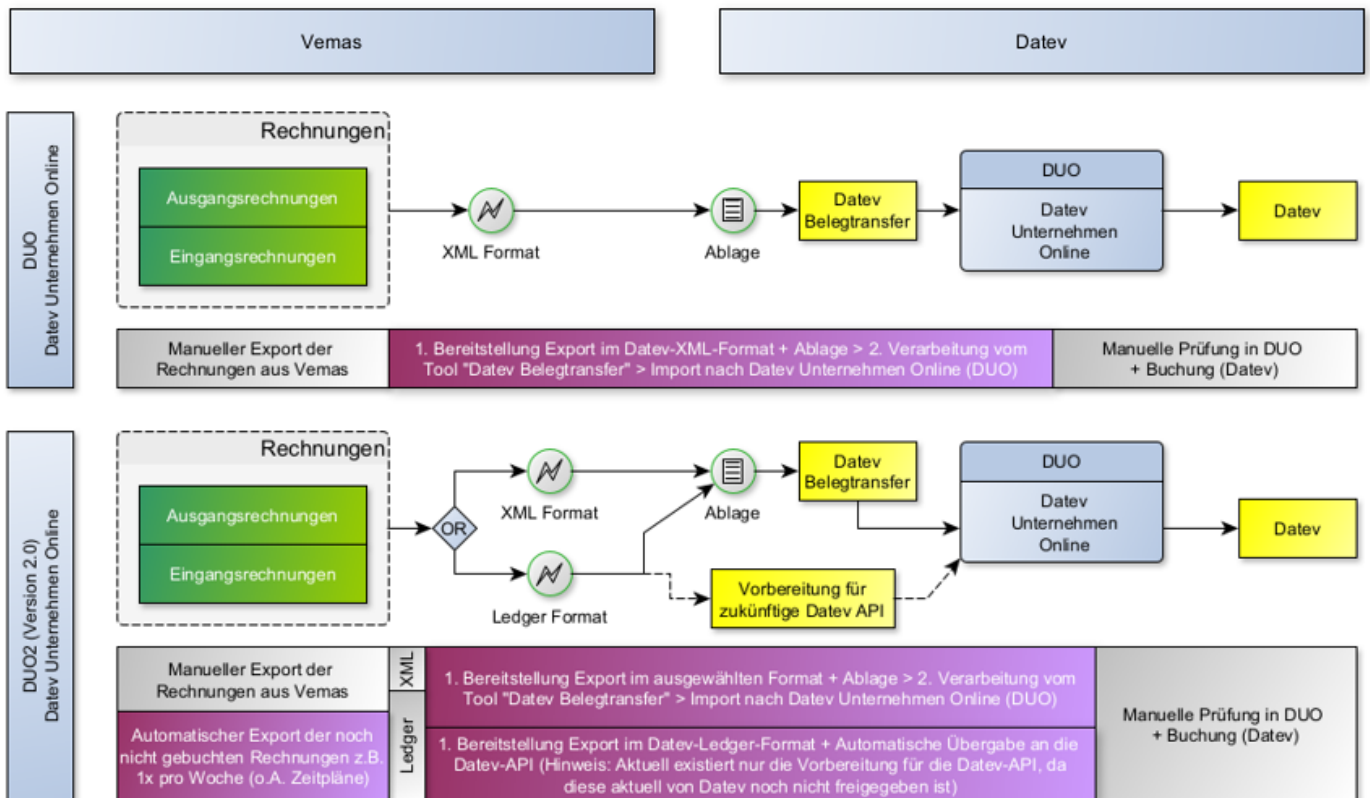 Vemas
Datev
DUO
Datev Unternehmen Online
Rechnungen
Ausgangsrechnungen
Eingangsrechnungen
XML Format
Ablage
Datev
Belegtransfer
DUO
Datev
Unternehmen
Online
Datev
Manueller Export der
Rechnungen aus Vemas
1. Bereitstellung Export im Datev-XML-Format + Ablage > 2. Verarbeitung vom
Tool "Datev Belegtransfer" > Import nach Datev Unternehmen Online (DUO)
Manuelle Prüfung in DUO
+ Buchung (Datev)
DUO2 (Version 2.0)
Datev Unternehmen Online
Rechnungen
Ausgangsrechnungen
Eingangsrechnungen
OR
XML Format
Ledger Format
Ablage
Datev
Belegtransfer
Vorbereitung für
zukünftige Datev API
DUO
Datev
Unternehmen
Online
Datev
Manueller Export der
Rechnungen aus Vemas
Automatischer Export der noch
nicht gebuchten Rechnungen z.B.
1x pro Woche (o.A. Zeitpläne)
XML
Ledger
1. Bereitstellung Export im ausgewählten Format + Ablage > 2. Verarbeitung vom
Tool "Datev Belegtransfer" > Import nach Datev Unternehmen Online (DUO)
1. Bereitstellung Export im Datev-Ledger-Format + Automatische Übergabe an die
Datev-API (Hinweis: Aktuell existiert nur die Vorbereitung für die Datev-API, da
diese aktuell von Datev noch nicht freigegeben ist)
Manuelle Prüfung in DUO
+ Buchung (Datev)